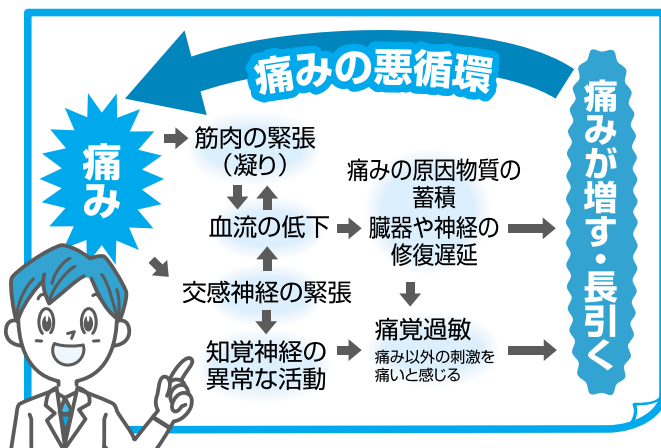 痛みの悪循環
痛み
筋肉の緊張
（凝り）
血流の低下
交感神経の緊張
知覚神経の
異常な活動
痛みの原因物質の
蓄積
臓器や神経の
修復遅延
痛覚過敏
痛み以外の刺激を
痛いと感じる
痛みが増す・長引く